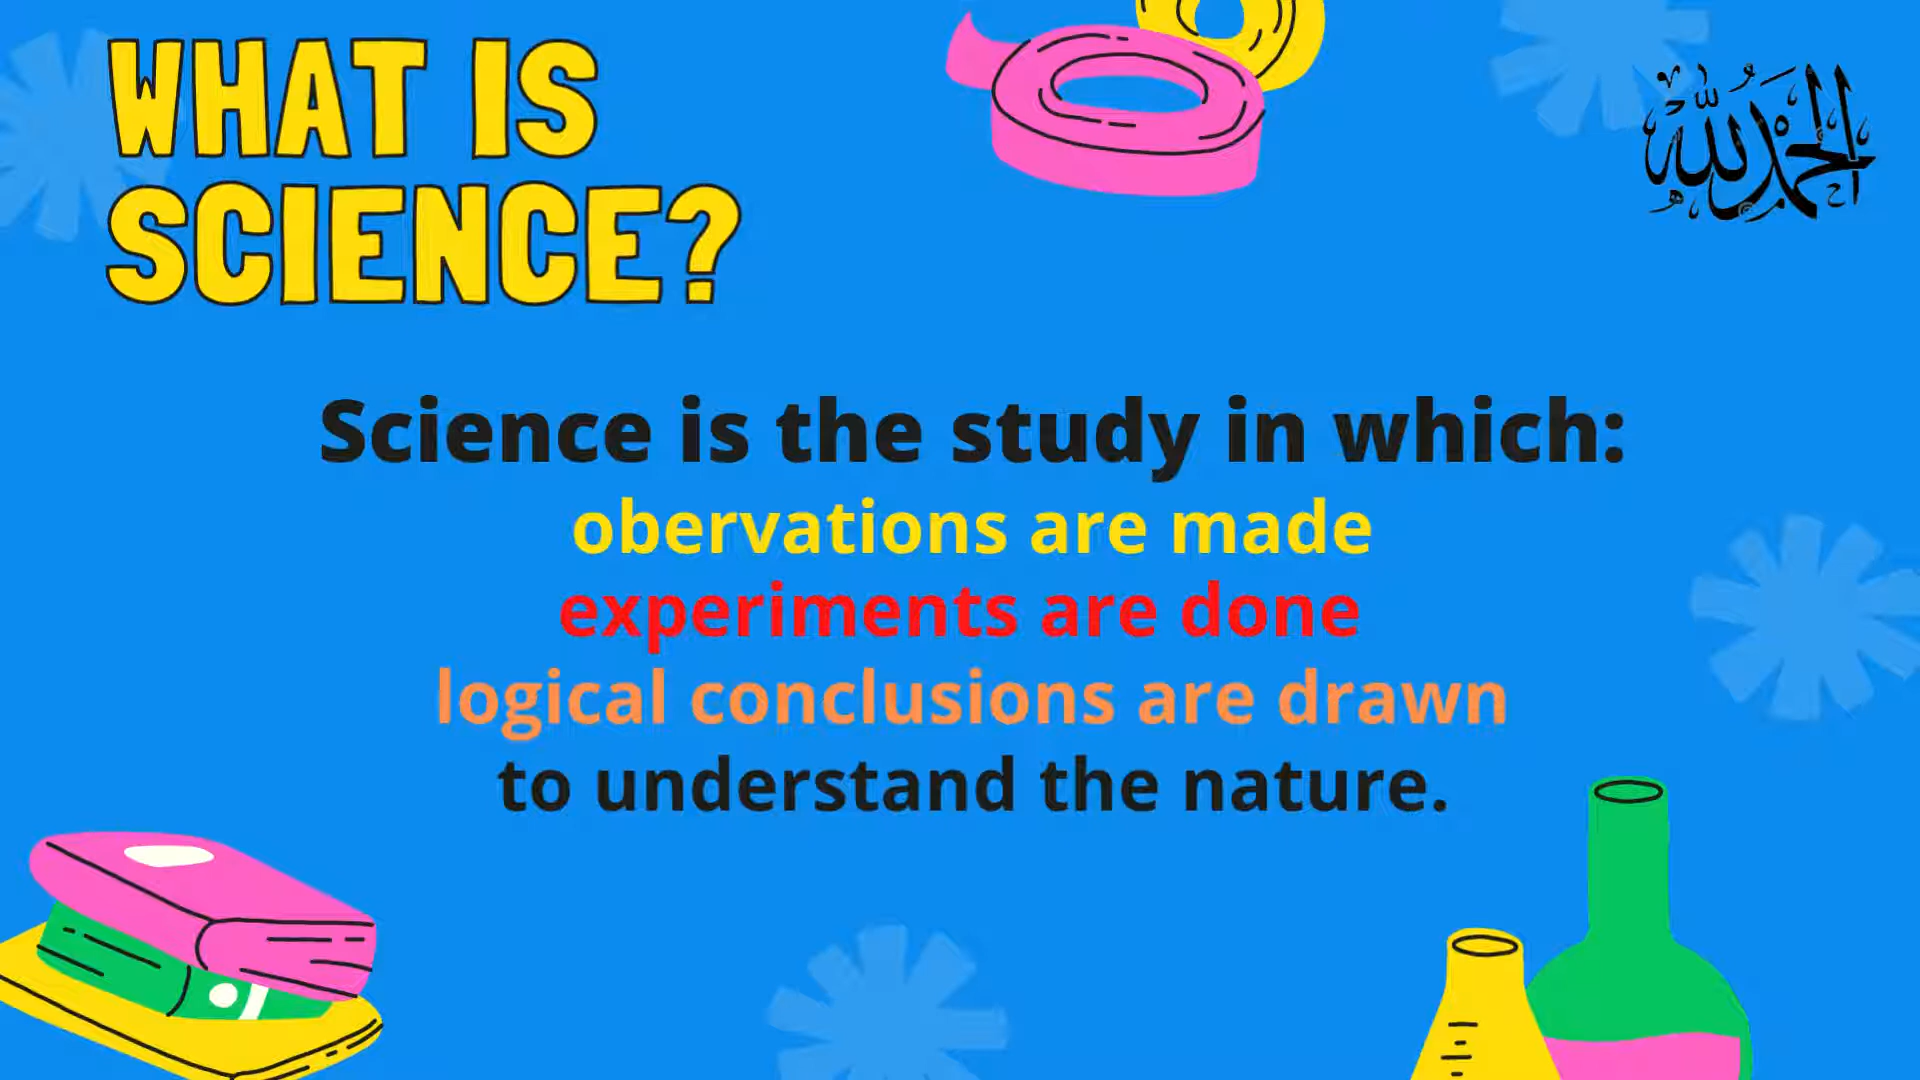 WHAT IS
SCIENCE?
الحمد لله
Science is the study in which:
obervations are made
experiments are done
logical conclusions are drawn
to understand the nature.